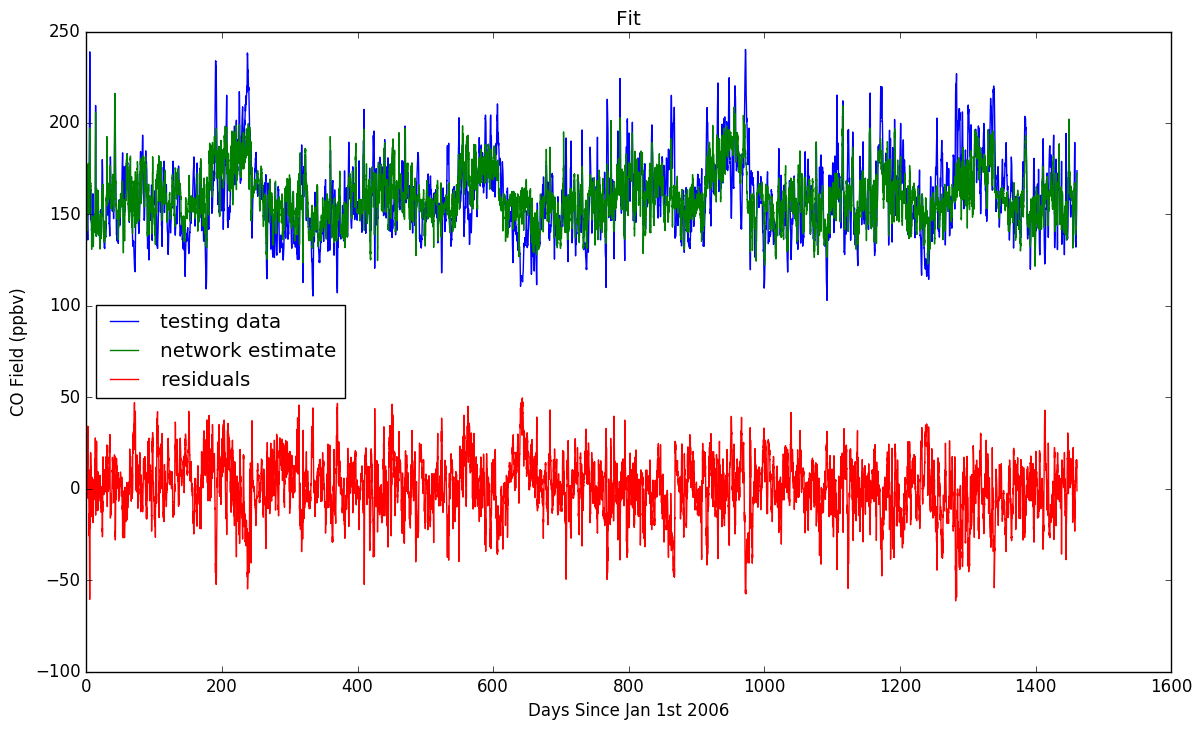 Fit
250
200
150
100
50
0
−50
−100
CO Field (ppbv)
testing data
network estimate
residuals
0 200 400 600 800 1000 1200 1400 1600
Days Since Jan 1st 2006